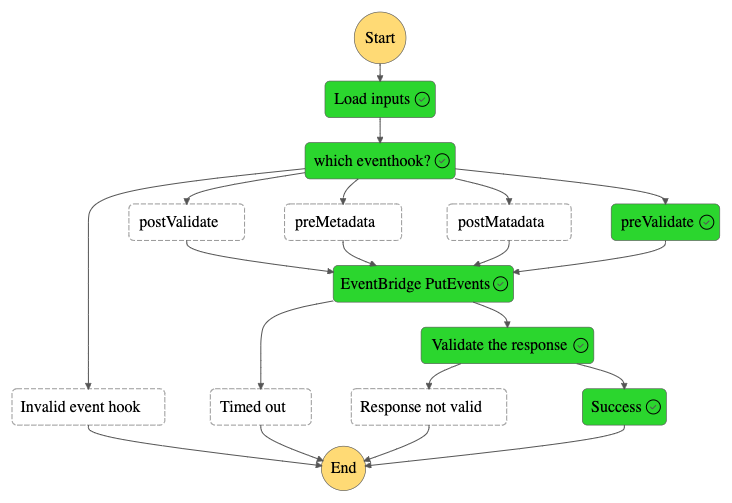 Start
Load inputs
which eventhook?
postValidate
preMetadata
postMatadata
preValidate
EventBridge PutEvents
Validate the response
Invalid event hook
Timed out
Response not valid
Success
End